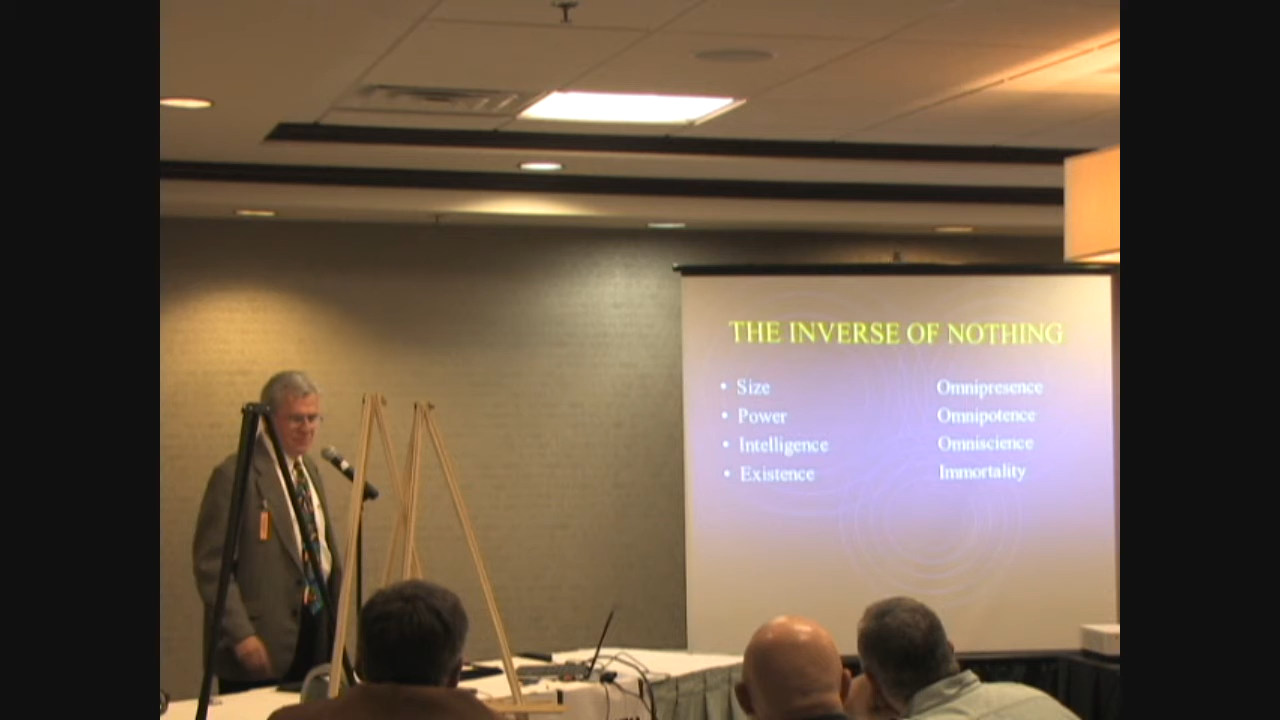 THE INVERSE OF NOTHING
• Size Omnipresence
• Power Omnipotence
• Intelligence Omniscience
• Existence Immortality